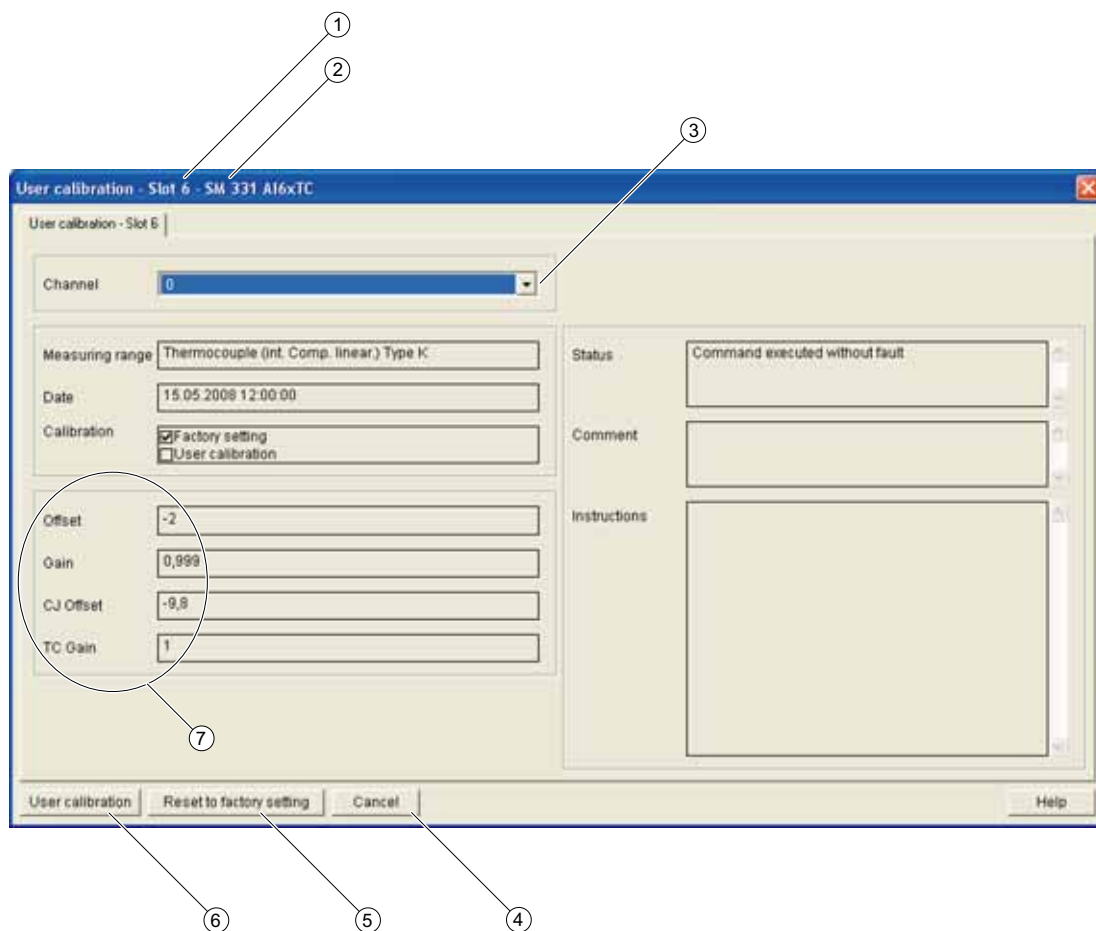 ①
②
③
User calibration - Slot 6 - SM 331 AI6xTC
User calibration - Slot 6
Channel
0
Measuring range
Thermocouple (int. Comp. linear.) Type K
Date
15.05.2008 12:00:00
Calibration
Factory setting
User calibration
Offset
-2
Gain
0,999
CJ Offset
-9,8
TC Gain
1
Status
Command executed without fault
Comment
Instructions
⑦
User calibration
Reset to factory setting
Cancel
Help
⑥
⑤
④